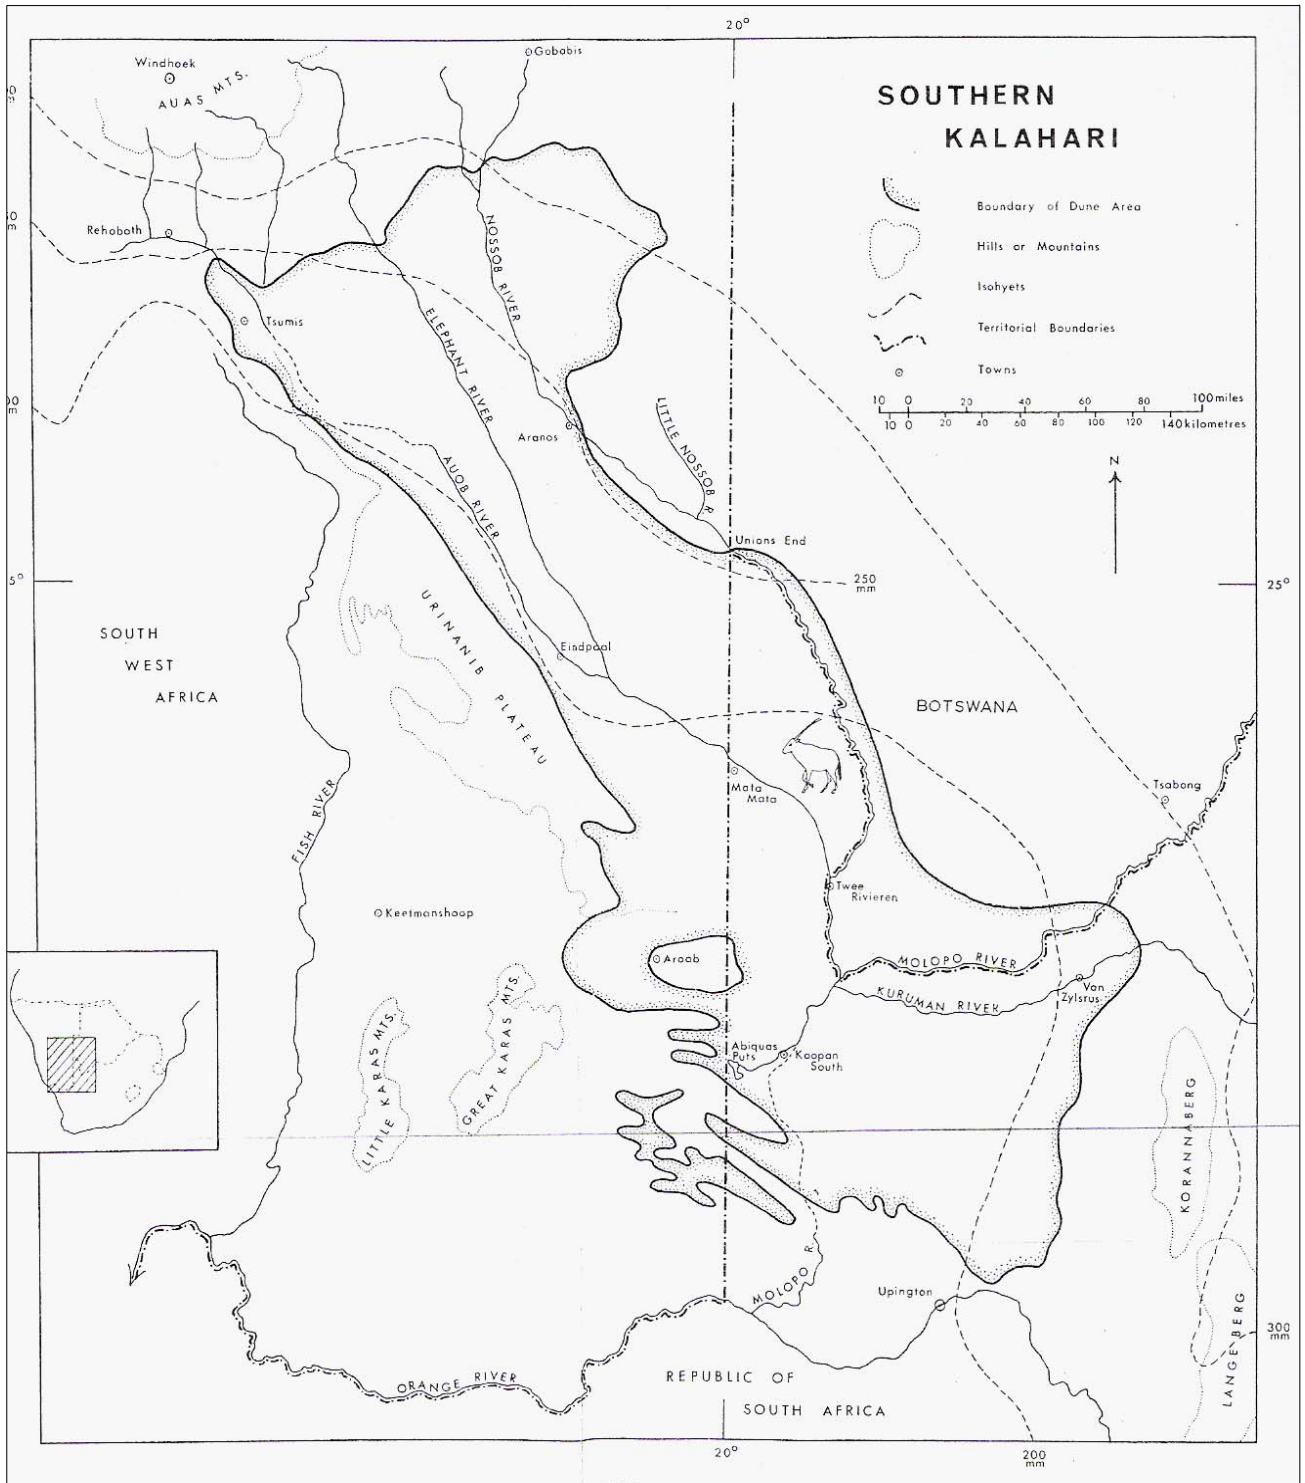 20°
Windhoek
Gobabis
AUAS MTS.
SOUTHERN
KALAHARI
Boundary of Dune Area
Hills or Mountains
Isohyets
Territorial Boundaries
Towns
10 0 20 40 60 80 100 miles
10 0 20 40 60 80 100 120 140 kilometres
N
Rehoboth
NOSSOB RIVER
Tsumis
ELEPHANT RIVER
LITTLE NOSSOB R.
Aranos
AUOB RIVER
Unions End
250
mm
5°
25°
URINANIB PLATEAU
SOUTH
WEST
AFRICA
Eindpaal
BOTSWANA
Mata
Mata
Tsabong
FISH RIVER
Twee
Rivieren
Keetmanshoop
Aroab
MOLOPO RIVER
KURUMAN RIVER
Van
Zylsrus
LITTLE KARAS MTS.
GREAT KARAS MTS.
Abiquas
Puts
Koopan
South
KORANNABERG
MOLOPO R.
Upington
LANGE BERG
300
mm
ORANGE RIVER
REPUBLIC OF
SOUTH AFRICA
20°
200
mm